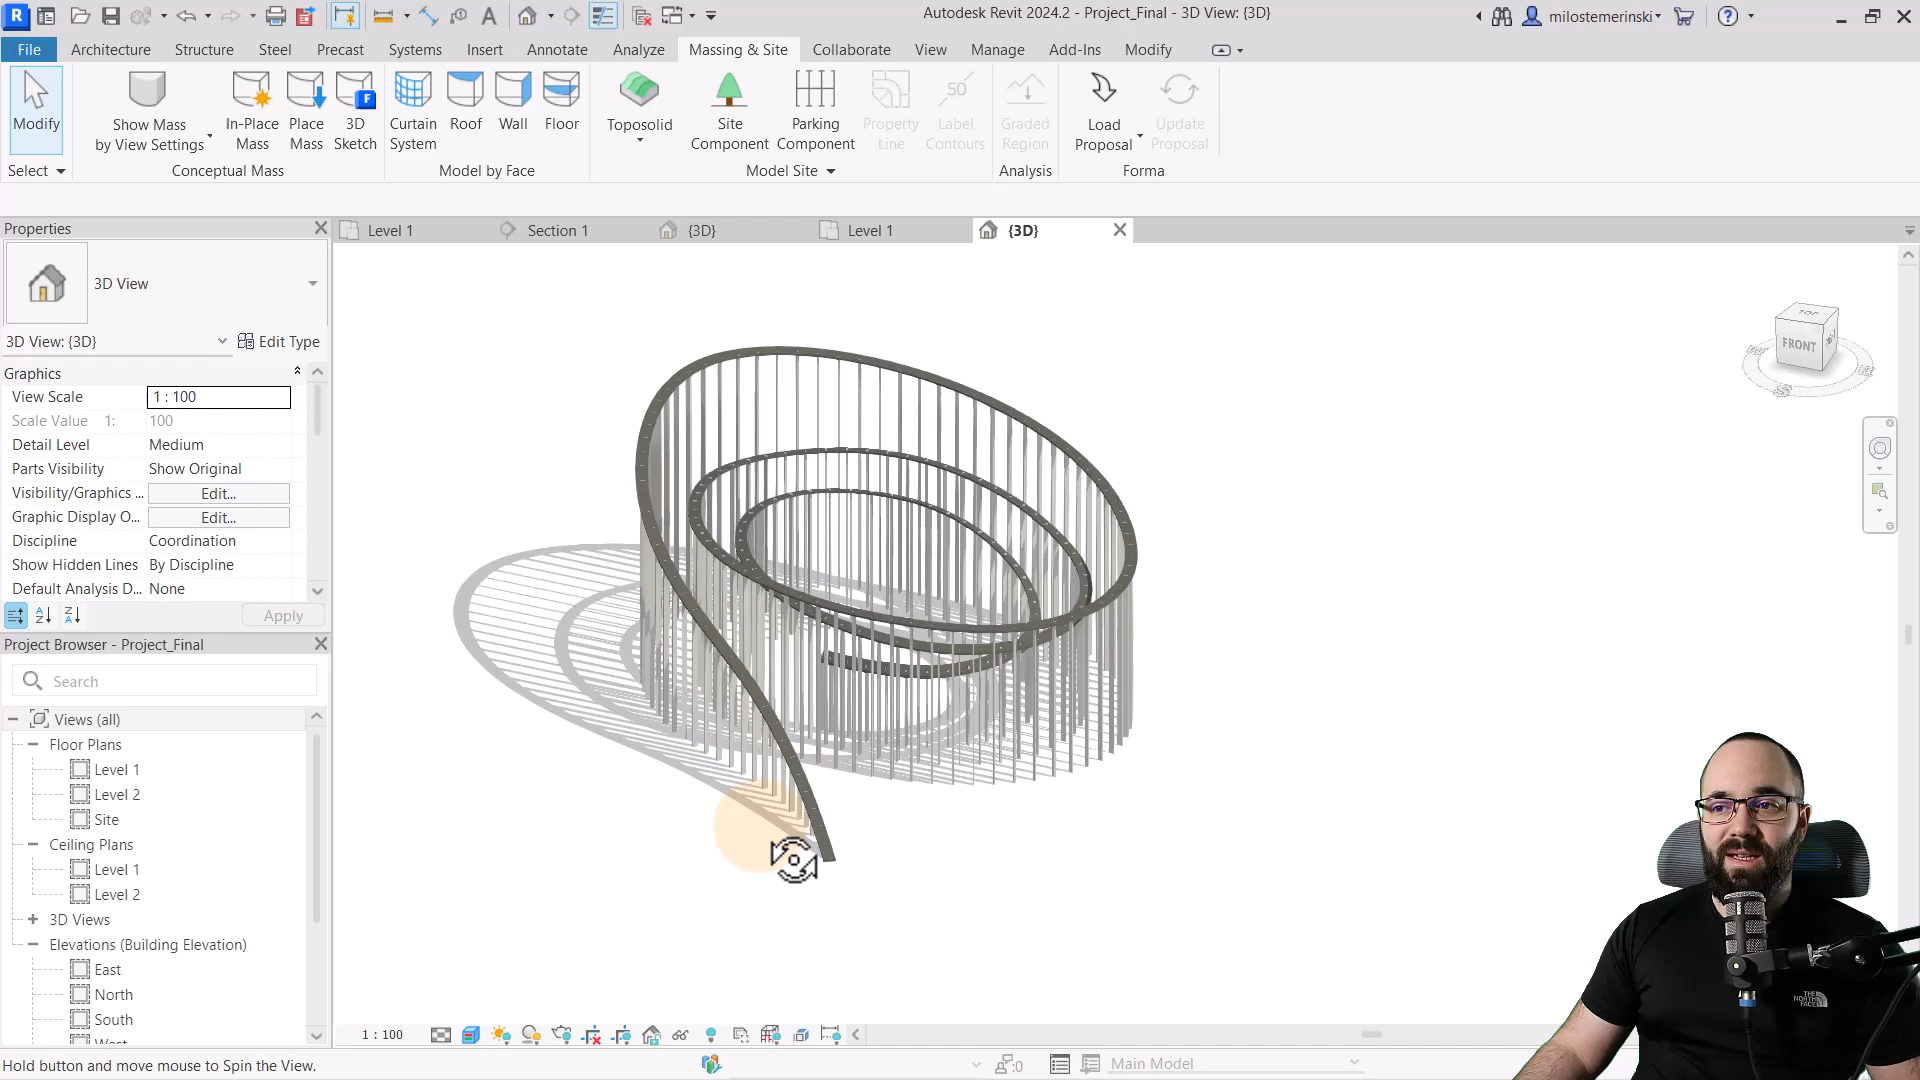 Autodesk Revit 2024.2 - Project_Final - 3D View: {3D}
milostemerinski
File Architecture Structure Steel Precast Systems Insert Annotate Analyze Massing & Site Collaborate View Manage Add-Ins Modify
Modify
Show Mass
by View Settings
In-Place
Mass
Place
Mass
3D
Sketch
Curtain
System
Roof
Wall
Floor
Toposolid
Site
Component
Parking
Component
Property
Line
50
Label
Contours
Graded
Region
Load
Proposal
Update
Proposal
Select
Conceptual Mass
Model by Face
Model Site
Analysis
Forma
Properties
Level 1
Section 1
{3D}
Level 1
{3D}
3D View
3D View: {3D}
Edit Type
Graphics
View Scale 1 : 100
Scale Value 1: 100
Detail Level Medium
Parts Visibility Show Original
Visibility/Graphics ... Edit...
Graphic Display O... Edit...
Discipline Coordination
Show Hidden Lines By Discipline
Default Analysis D... None
Apply
Project Browser - Project_Final
Search
Views (all)
Floor Plans
Level 1
Level 2
Site
Ceiling Plans
Level 1
Level 2
3D Views
Elevations (Building Elevation)
East
North
South
TOP
FRONT
THE
NORTH
FACE
1 : 100
Hold button and move mouse to Spin the View.
:0
Main Model